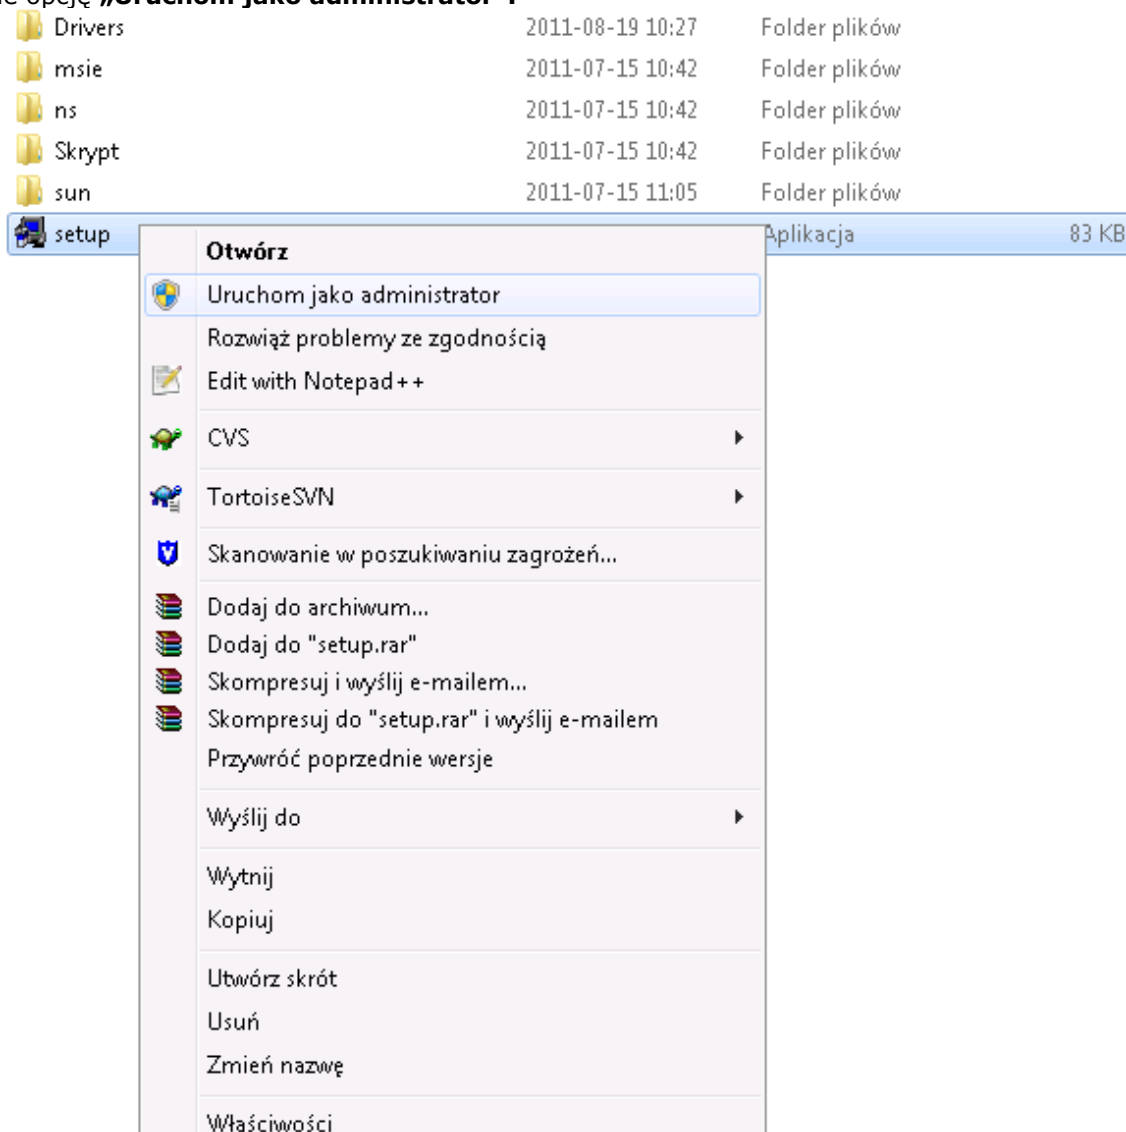 opcję „Uruchom jako administrator".
Drivers 2011-08-19 10:27 Folder plików
msie 2011-07-15 10:42 Folder plików
ns 2011-07-15 10:42 Folder plików
Skrypt 2011-07-15 10:42 Folder plików
sun 2011-07-15 11:05 Folder plików
setup Aplikacja 83 KB
Otwórz
Uruchom jako administrator
Rozwiąż problemy ze zgodnością
Edit with Notepad++
CVS
TortoiseSVN
Skanowanie w poszukiwaniu zagrożeń...
Dodaj do archiwum...
Dodaj do "setup.rar"
Skompresuj i wyślij e-mailem...
Skompresuj do "setup.rar" i wyślij e-mailem
Przywróć poprzednie wersje
Wyślij do
Wytnij
Kopiuj
Utwórz skrót
Usuń
Zmień nazwę
Właściwości